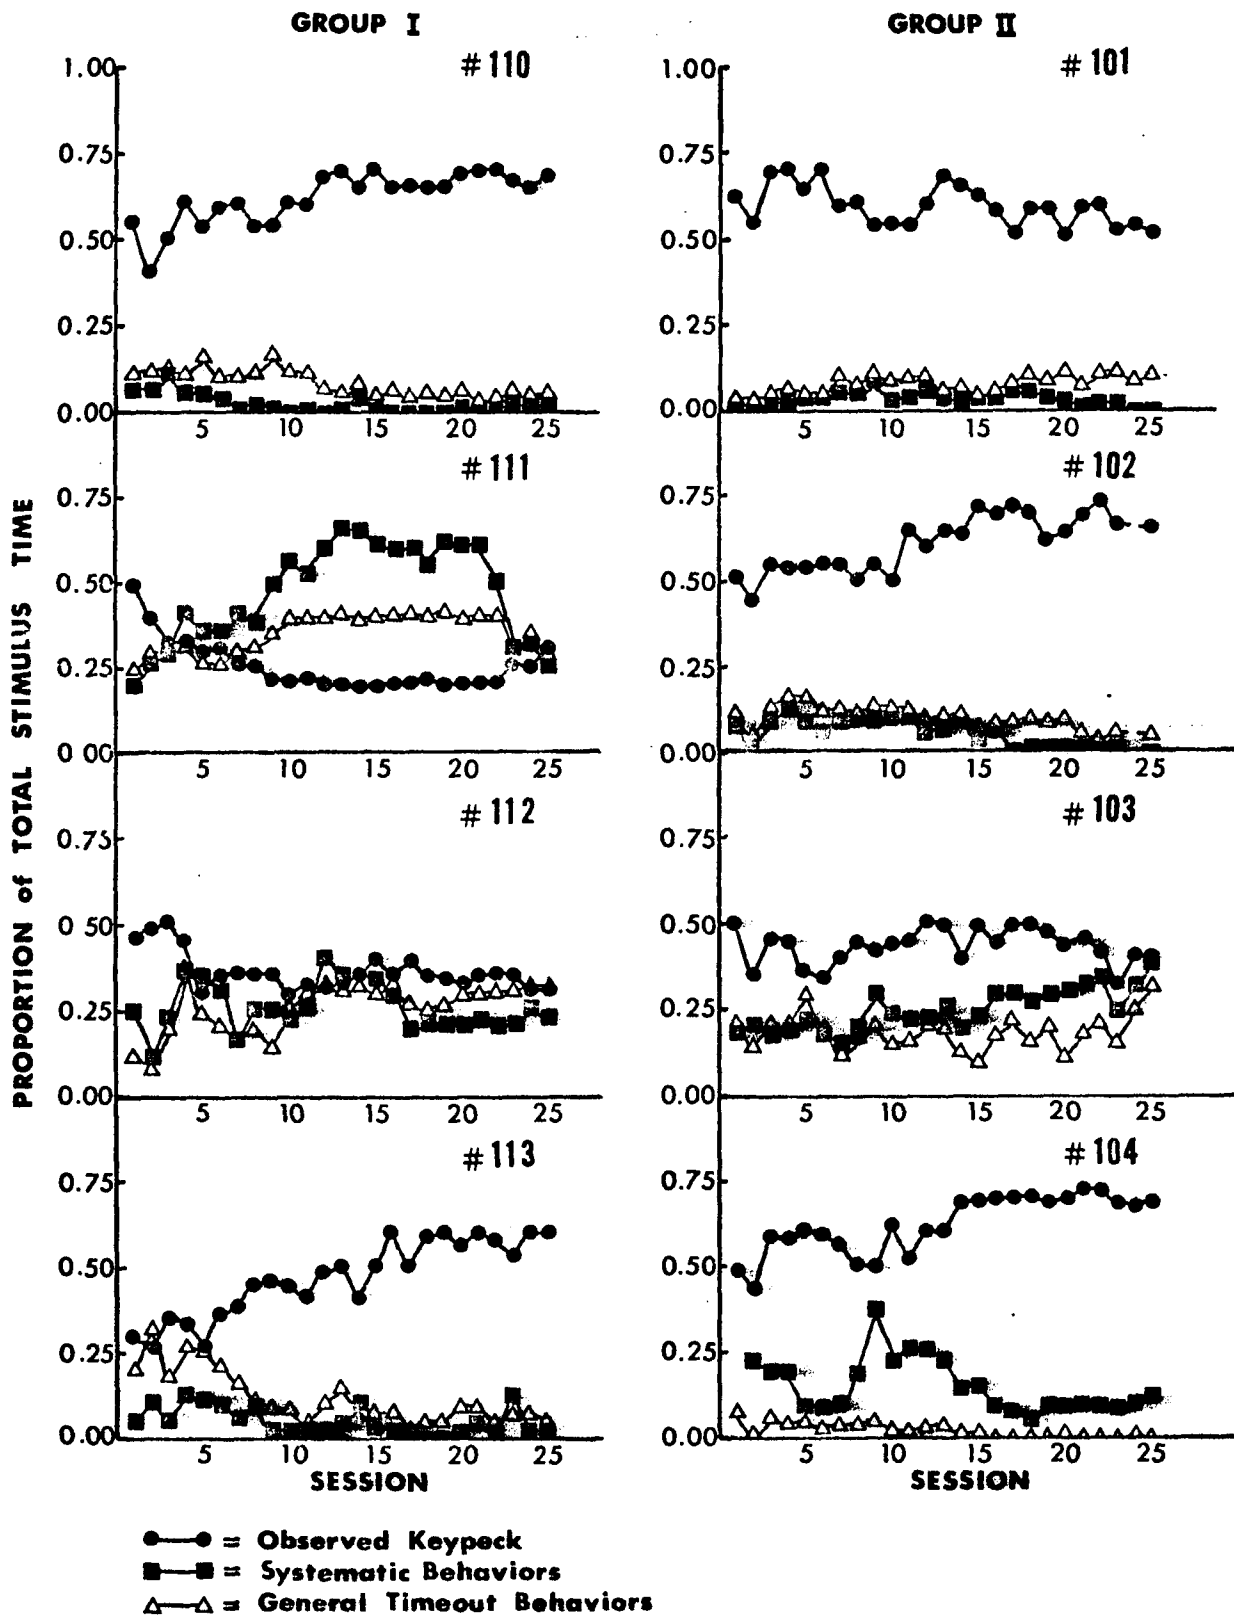 GROUP I
GROUP II
#110
#101
1.00
0.75
0.50
0.25
0.00
5 10 15 20 25
1.00
0.75
0.50
0.25
0.00
5 10 15 20 25
#111
#102
0.75
0.50
0.25
0 00
5 10 15 20 25
0.75
0.50
0.25
0.00
5 10 15 20 25
PROPORTION of TOTAL STIMULUS TIME
#112
#103
0.75
0 50
0.25
0.00
5 10 15 20 25
0.75
0.50
0.25
0.00
5 10 15 20 25
#113
#104
0.75
0.50
0.25
0.00
5 10 15 20 25
SESSION
0.75
0.50
0.25
0.00
5 10 15 20 25
SESSION
= Observed Keypeck
= Systematic Behaviors
= General Timeout Behaviors